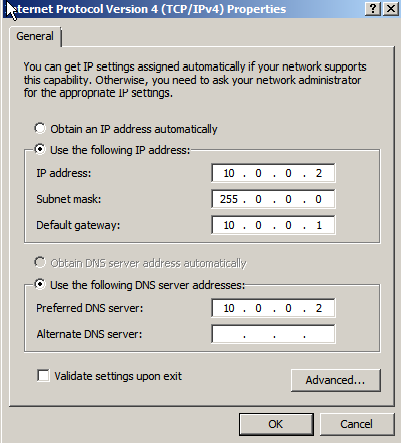 Internet Protocol Version 4 (TCP/IPv4) Properties
General
You can get IP settings assigned automatically if your network supports
this capability. Otherwise, you need to ask your network administrator
for the appropriate IP settings.
Obtain an IP address automatically
Use the following IP address:
IP address: 10 . 0 . 0 . 2
Subnet mask: 255 . 0 . 0 . 0
Default gateway: 10 . 0 . 0 . 1
Obtain DNS server address automatically
Use the following DNS server addresses:
Preferred DNS server: 10 . 0 . 0 . 2
Alternate DNS server: . . .
Validate settings upon exit
Advanced...
OK Cancel